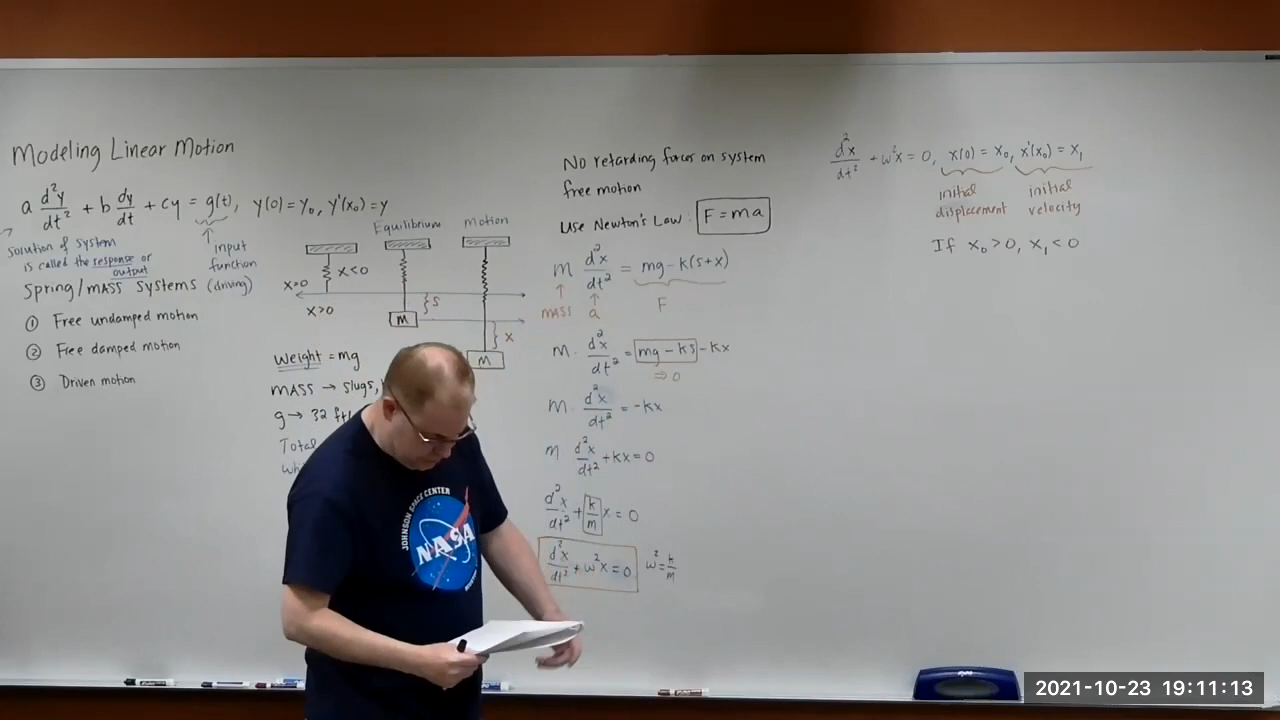 Modeling Linear Motion
a d²y/dt² + b dy/dt + cy = g(t), y(0) = y₀, y'(x₀) = y
solution of system
is called the response or
output
↑
input
function
(driving)
Spring/mass systems
① Free undamped motion
② Free damped motion
③ Driven motion
Equilibrium
motion
x<0
x=0
x>0
S
M
x
M
Weight = mg
MASS → slugs,
g → 32 ft/
Total
No retarding forces on system
free motion
Use Newton's Law: F = ma
m d²x/dt² = mg - k(s+x)
↑ ↑
MASS a F
m · d²x/dt² = mg - ks - kx
⇒ 0
m · d²x/dt² = -kx
m d²x/dt² + kx = 0
d²x/dt² + k/m x = 0
d²x/dt² + ω²x = 0 ω² = k/m
d²x/dt² + ω²x = 0, x(0) = x₀, x'(x₀) = x₁
initial initial
displacement velocity
If x₀ > 0, x₁ < 0
JOHNSON SPACE CENTER
NASA
2021-10-23 19:11:13